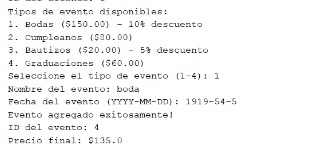 Tipos de evento disponibles:
1. Bodas ($150.00) - 10% descuento
2. Cumpleanos ($80.00)
3. Bautizos ($20.00) - 5% descuento
4. Graduaciones ($60.00)
Seleccione el tipo de evento (1-4): 1
Nombre del evento: boda
Fecha del evento (YYYY-MM-DD): 1919-54-5
Evento agregado exitosamente!
ID del evento: 4
Precio final: $135.0